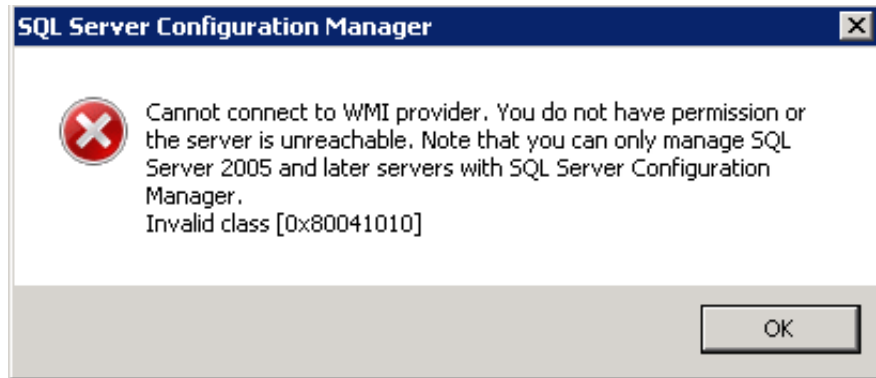 SQL Server Configuration Manager
Cannot connect to WMI provider. You do not have permission or
the server is unreachable. Note that you can only manage SQL
Server 2005 and later servers with SQL Server Configuration
Manager.
Invalid class [0x80041010]
OK